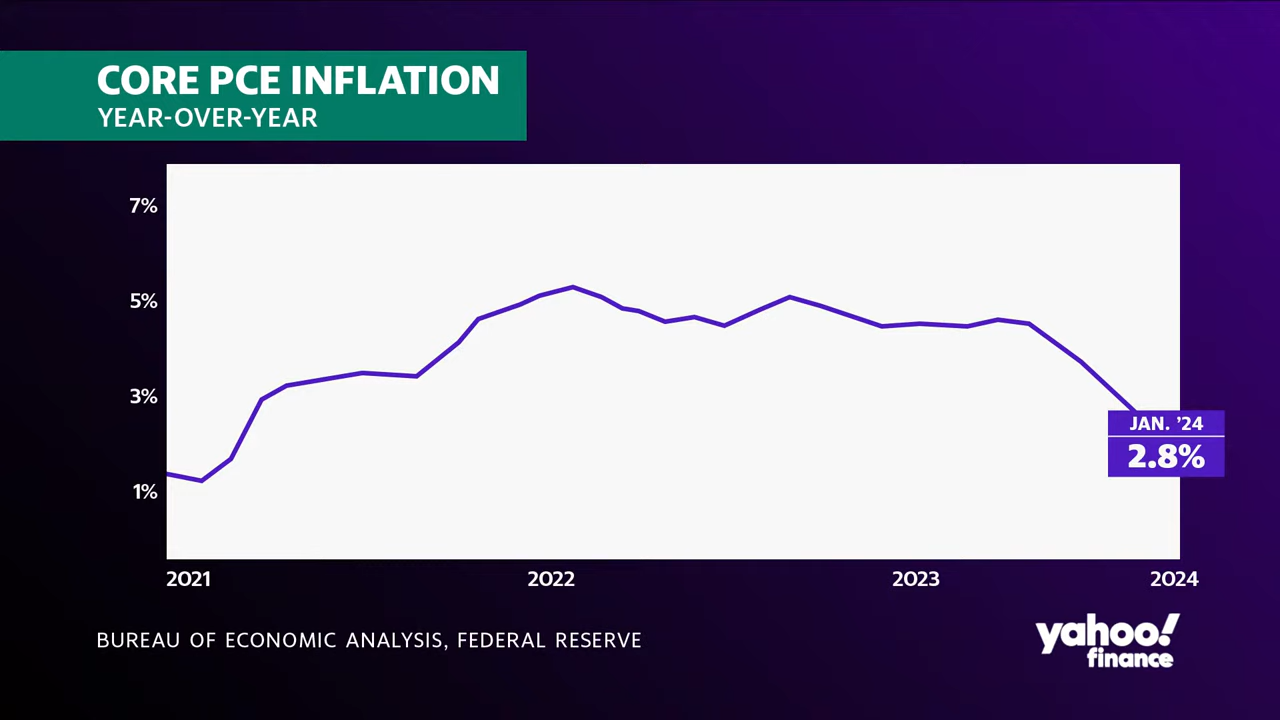 CORE PCE INFLATION
YEAR-OVER-YEAR
7%
5%
3%
1%
JAN. ’24
2.8%
2021 2022 2023 2024
BUREAU OF ECONOMIC ANALYSIS, FEDERAL RESERVE
yahoo!
finance